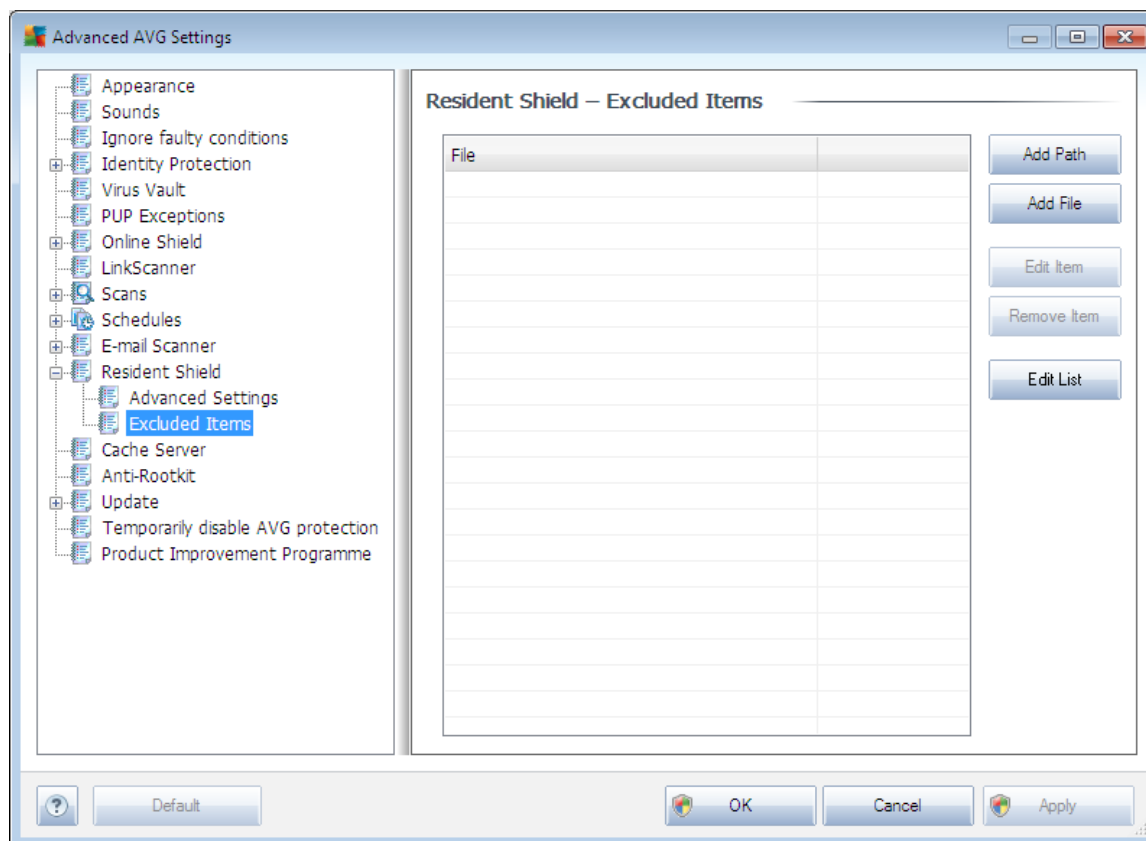 Advanced AVG Settings
Appearance
Sounds
Ignore faulty conditions
Identity Protection
Virus Vault
PUP Exceptions
Online Shield
LinkScanner
Scans
Schedules
E-mail Scanner
Resident Shield
Advanced Settings
Excluded Items
Cache Server
Anti-Rootkit
Update
Temporarily disable AVG protection
Product Improvement Programme
Resident Shield – Excluded Items
File
Add Path
Add File
Edit Item
Remove Item
Edit List
?
Default
OK
Cancel
Apply